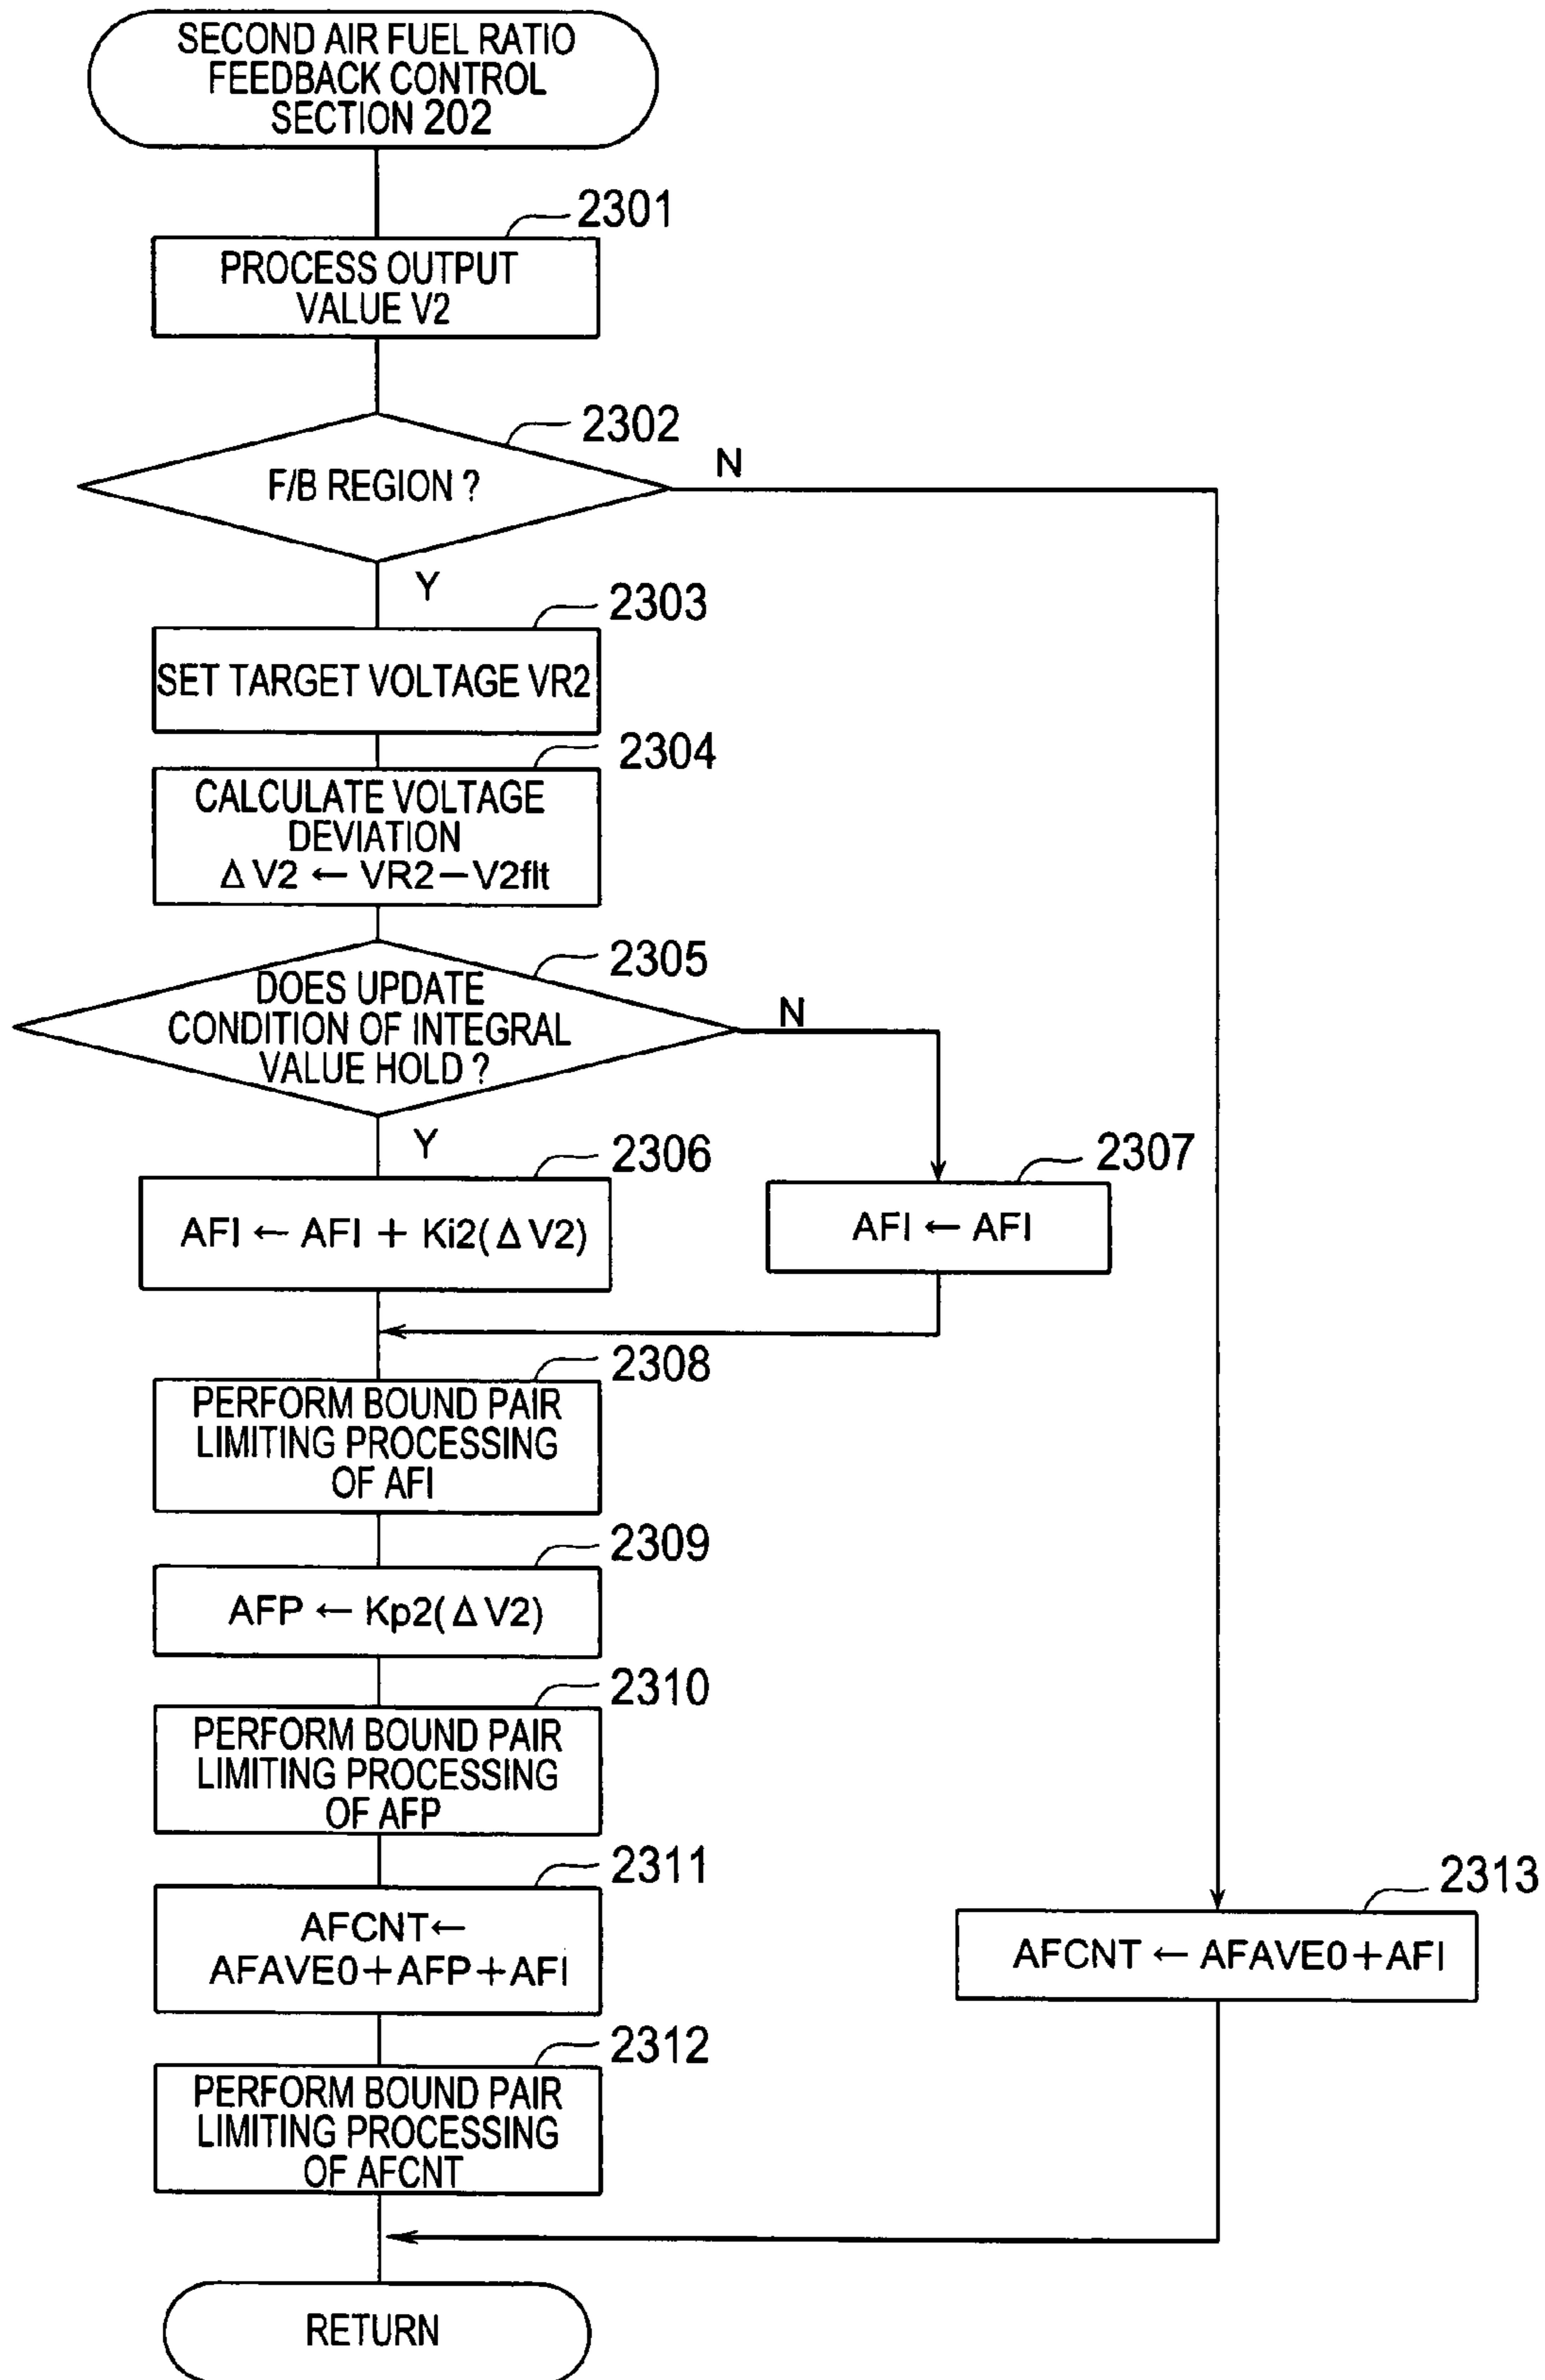 SECOND AIR FUEL RATIO
FEEDBACK CONTROL
SECTION 202
2301
PROCESS OUTPUT
VALUE V2
2302
F/B REGION ?
N
Y
2303
SET TARGET VOLTAGE VR2
2304
CALCULATE VOLTAGE
DEVIATION
Δ V2 ← VR2−V2flt
2305
DOES UPDATE
CONDITION OF INTEGRAL
VALUE HOLD ?
N
Y
2306
AFI ← AFI + Ki2(Δ V2)
2307
AFI ← AFI
2308
PERFORM BOUND PAIR
LIMITING PROCESSING
OF AFI
2309
AFP ← Kp2(Δ V2)
2310
PERFORM BOUND PAIR
LIMITING PROCESSING
OF AFP
2311
AFCNT←
AFAVE0+AFP+AFI
2313
AFCNT ← AFAVE0+AFI
2312
PERFORM BOUND PAIR
LIMITING PROCESSING
OF AFCNT
RETURN